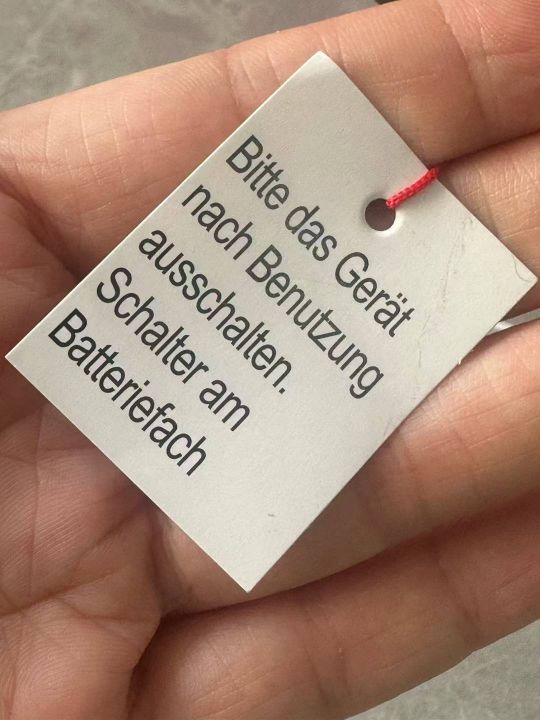 Bitte das Gerät
nach Benutzung
ausschalten.
Schalter am
Batteriefach